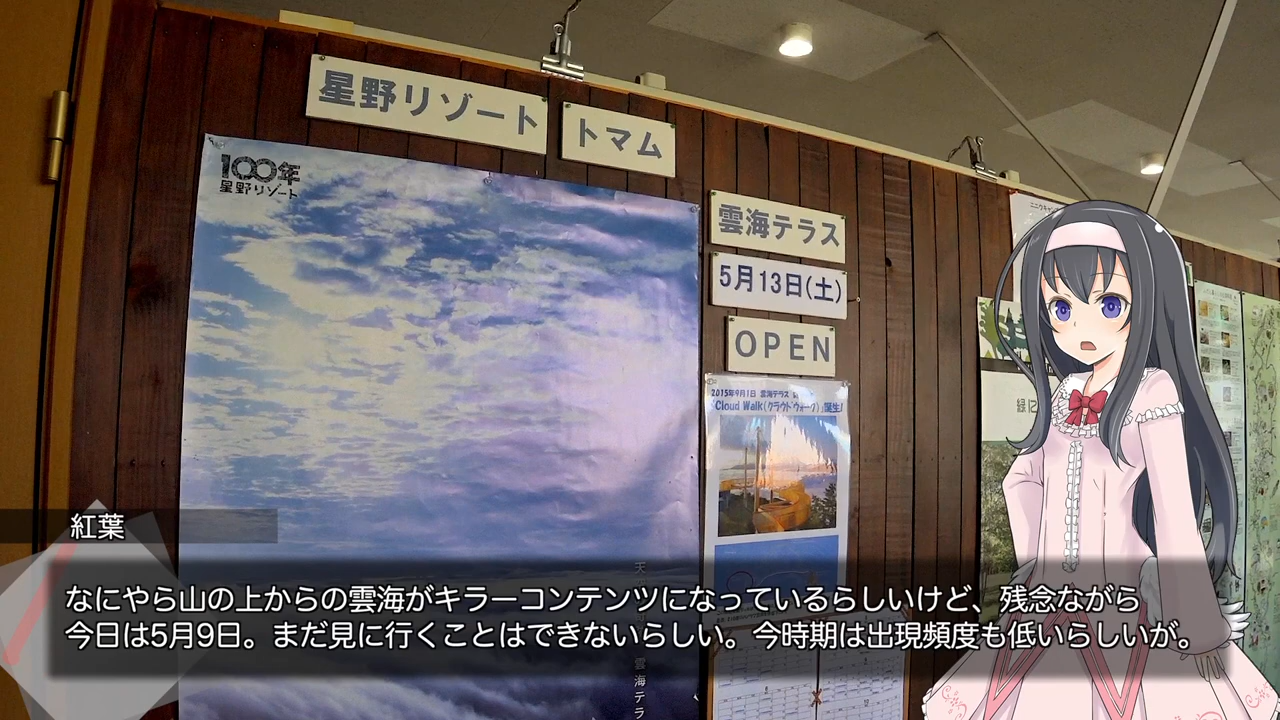 星野リゾート
トマム
100年
星野リゾート
雲海テラス
5月13日(土)
OPEN
2015年9月1日 雲海テラス
「Cloud Walk(クラウドウォーク)」誕生!
緑に
天
雲海テラ
紅葉
なにやら山の上からの雲海がキラーコンテンツになっているらしいけど、残念ながら
今日は5月9日。まだ見に行くことはできないらしい。今時期は出現頻度も低いらしいが。